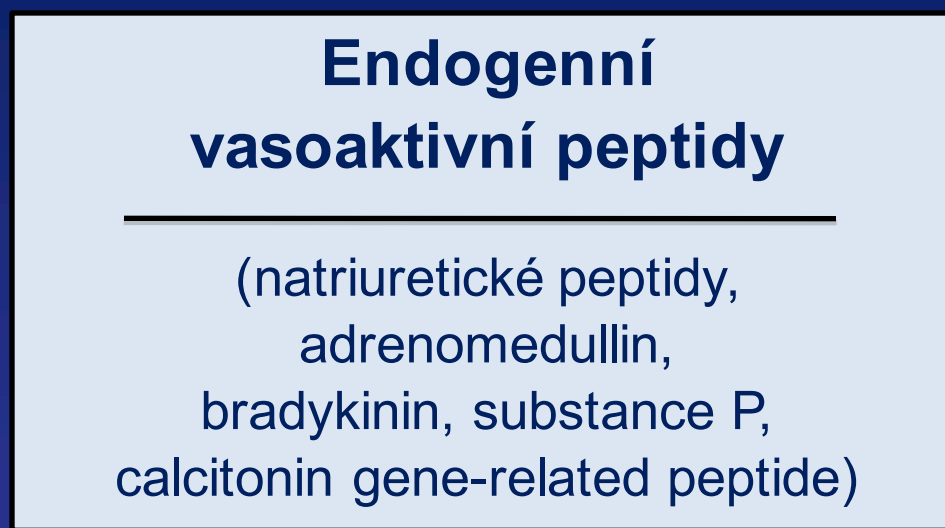 Endogenní
vasoaktivní peptidy
(natriuretické peptidy,
adrenomedullin,
bradykinin, substance P,
calcitonin gene-related peptide)